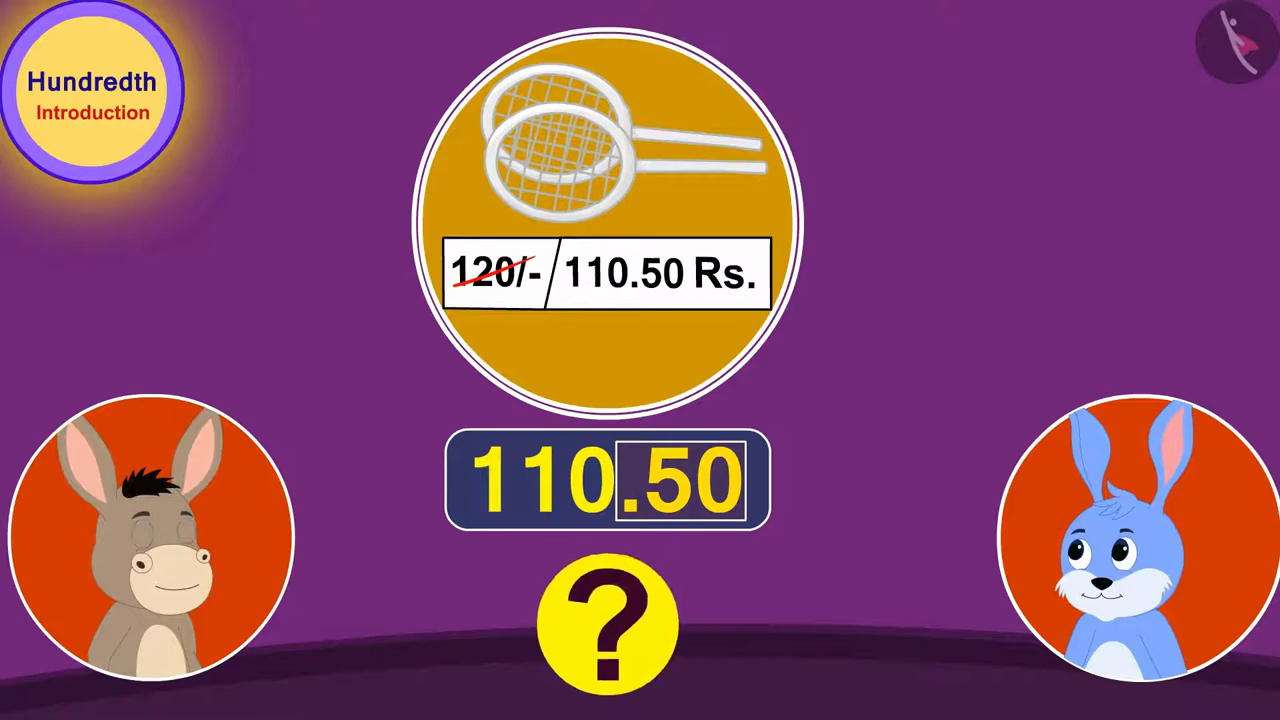 Hundredth
Introduction
120/- 110.50 Rs.
110.50
?